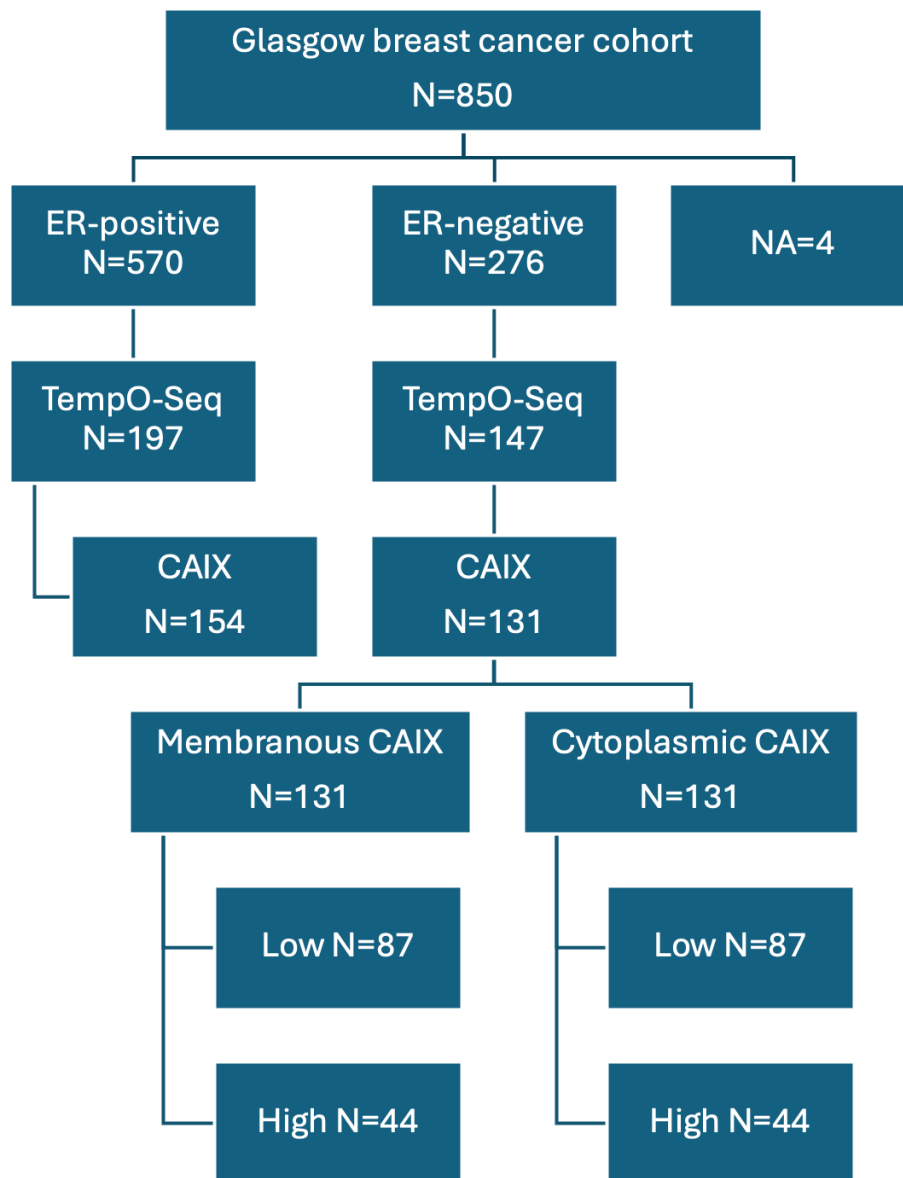 Glasgow breast cancer cohort
N=850
ER-positive
N=570
ER-negative
N=276
NA=4
TempO-Seq
N=197
TempO-Seq
N=147
CAIX
N=154
CAIX
N=131
Membranous CAIX
N=131
Cytoplasmic CAIX
N=131
Low N=87
Low N=87
High N=44
High N=44